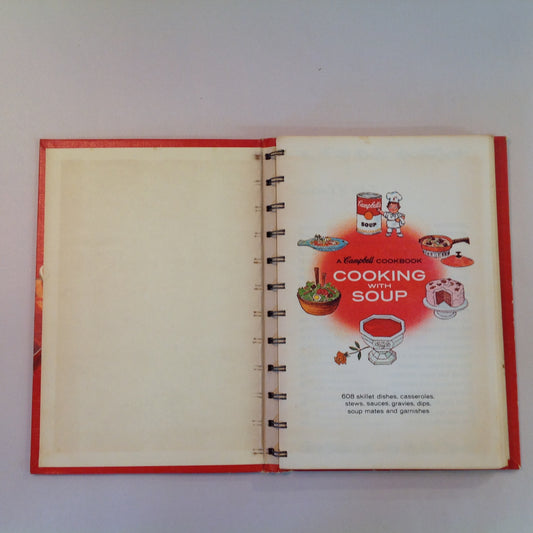 Campbell's
SOUP
A Campbell COOKBOOK
COOKING
WITH
SOUP
608 skillet dishes, casseroles,
stews, sauces, gravies, dips,
soup mates and garnishes